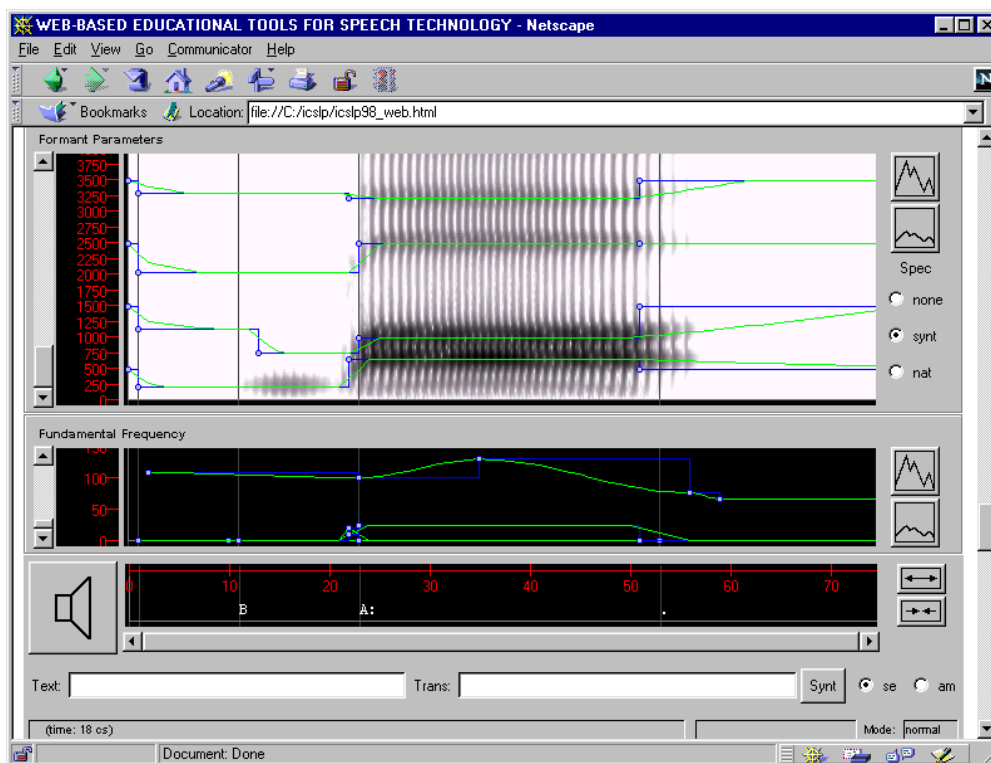 WEB-BASED EDUCATIONAL TOOLS FOR SPEECH TECHNOLOGY - Netscape
File Edit View Go Communicator Help
N
Bookmarks Location: file://C:/icslp/icslp98_web.html
Formant Parameters
3750
3500
3250
3000
2750
2500
2250
2000
1750
1500
1250
1000
750
500
250
0
Spec
none
synt
nat
Fundamental Frequency
150
100
50
0
0 10 20 30 40 50 60 70
B A: .
Text: Trans: Synt se am
(time: 18 cs) Mode: normal
Document: Done